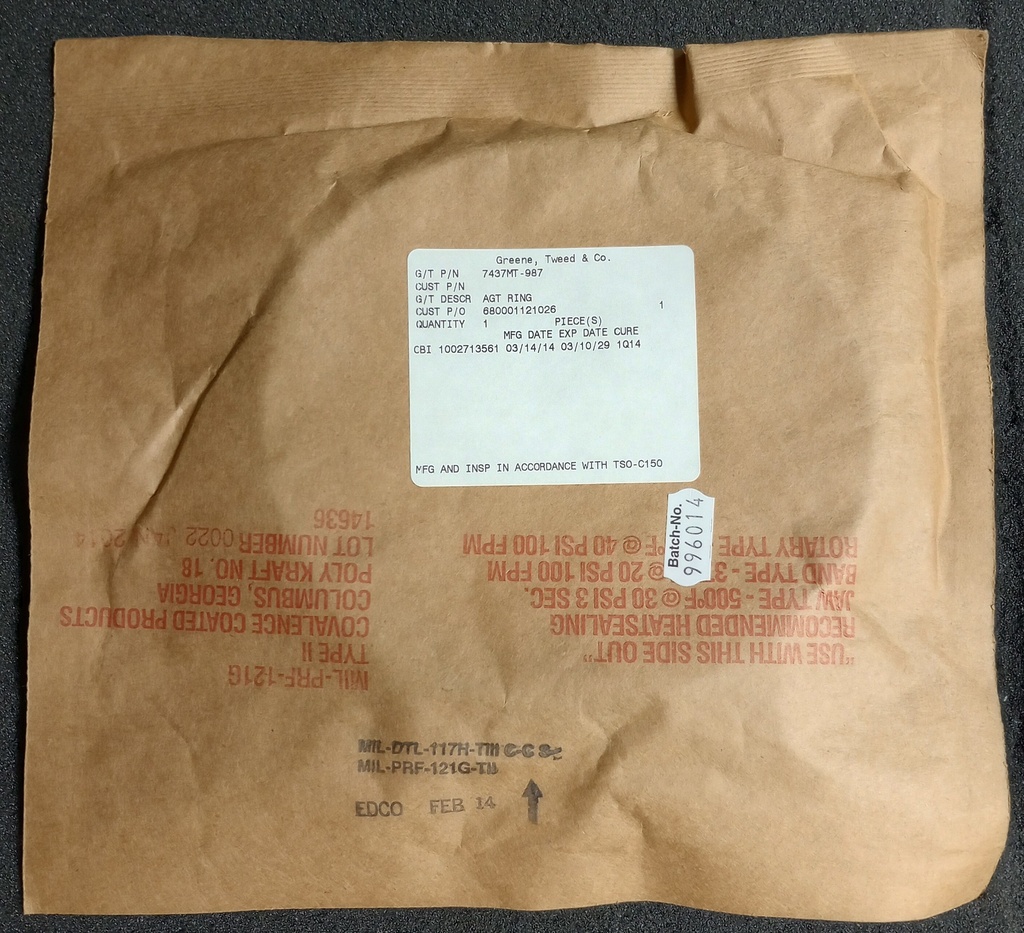 Greene, Tweed & Co.
G/T P/N 7437MT-987
CUST P/N
G/T DESCR AGT RING
CUST P/O 680001121026 1
QUANTITY 1 PIECE(S)
MFG DATE EXP DATE CURE
CBI 1002713561 03/14/14 03/10/29 1Q14
MFG AND INSP IN ACCORDANCE WITH TSO-C150
Batch-No.
996014
MIL-PRF-121G
TYPE II
COVALENCE COATED PRODUCTS
COLUMBUS, GEORGIA
POLY KRAFT NO. 18
LOT NUMBER 0022 JAN 2014
14636
"USE WITH THIS SIDE OUT"
RECOMMENDED HEATSEALING
JAW TYPE - 500°F @ 30 PSI 3 SEC.
BAND TYPE - @ 20 PSI 100 FPM
ROTARY TYPE @ 40 PSI 100 FPM
MIL-DTL-117H-TIII C-C
MIL-PRF-121G-TII
EDCO FEB 14